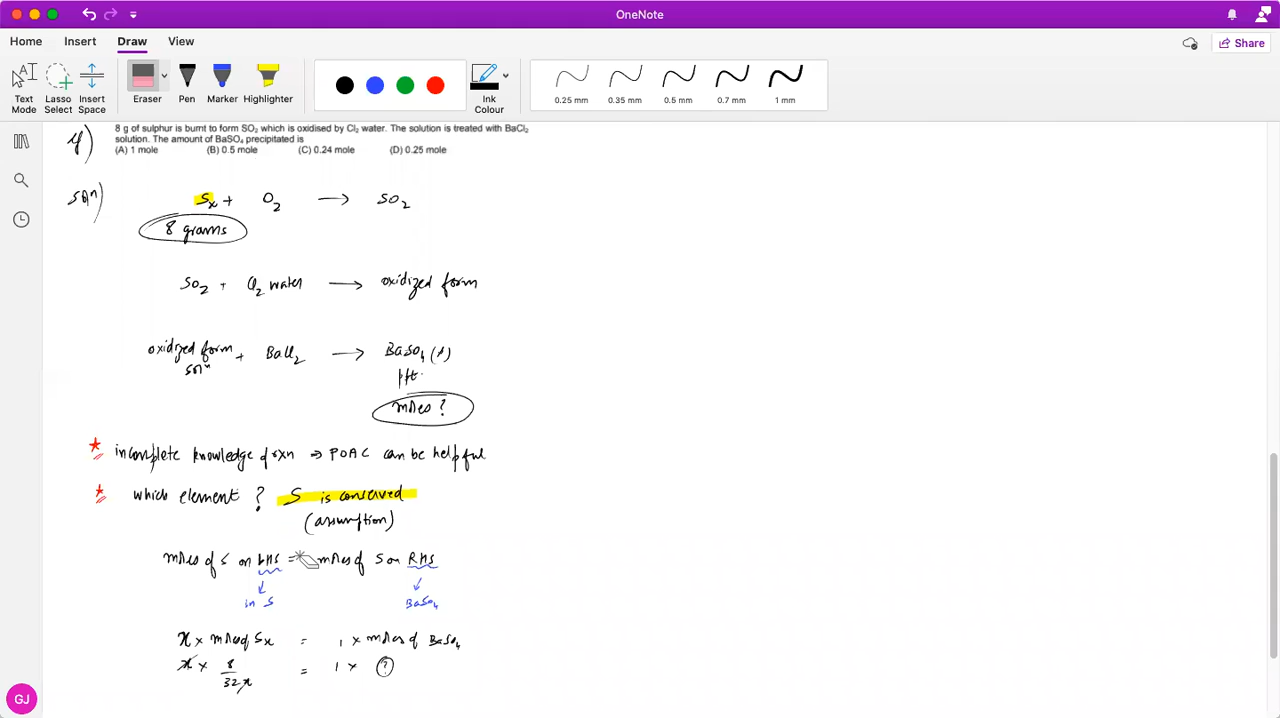 OneNote
Home Insert Draw View
Share
Text Mode
Lasso Select
Insert Space
Eraser
Pen
Marker
Highlighter
Ink Colour
0.25 mm
0.35 mm
0.5 mm
0.7 mm
1 mm
4)
8 g of sulphur is burnt to form SO₂ which is oxidised by Cl₂ water. The solution is treated with BaCl₂
solution. The amount of BaSO₄ precipitated is
(A) 1 mole (B) 0.5 mole (C) 0.24 mole (D) 0.25 mole
Solⁿ)
Sₓ + O₂ → SO₂
8 grams
SO₂ + Cl₂ water → oxidized form
oxidized form + BaCl₂ → BaSO₄(s)
solⁿ
ppt.
moles ?
* incomplete knowledge of rxn ⇒ POAC can be helpful
* which element ? S is conserved
(assumption)
moles of S on LHS = moles of S on RHS
↓ ↓
in S BaSO₄
x × moles of Sₓ = 1 × moles of BaSO₄
x × 8/32x = 1 × ?
GJ